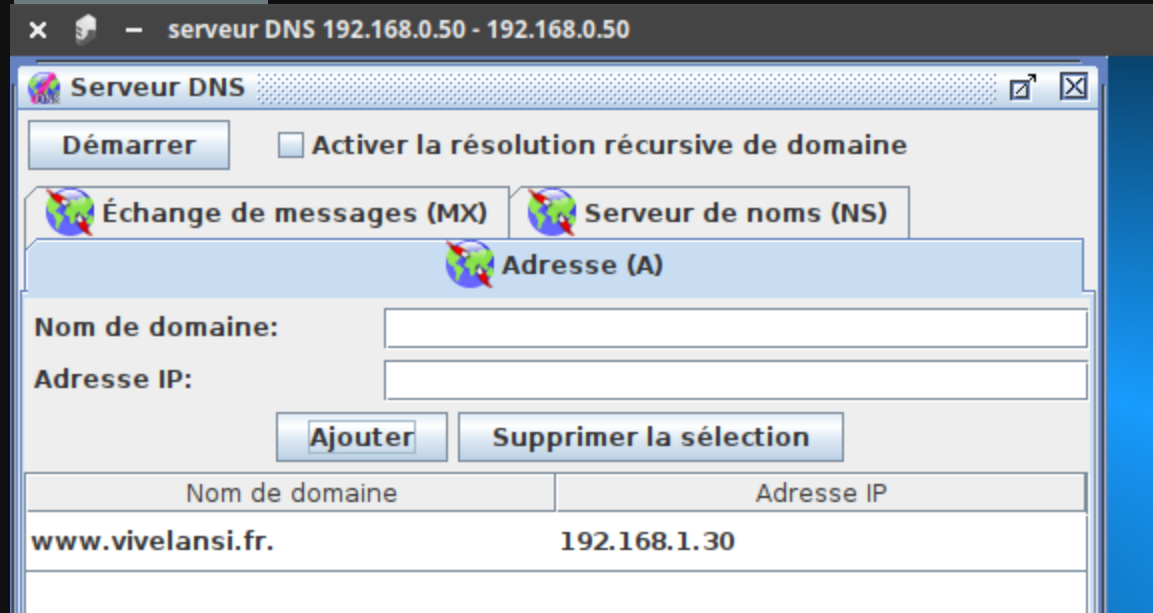 serveur DNS 192.168.0.50 - 192.168.0.50
Serveur DNS
Démarrer Activer la résolution récursive de domaine
Échange de messages (MX) Serveur de noms (NS)
Adresse (A)
Nom de domaine:
Adresse IP:
Ajouter Supprimer la sélection
Nom de domaine Adresse IP
www.vivelansi.fr. 192.168.1.30